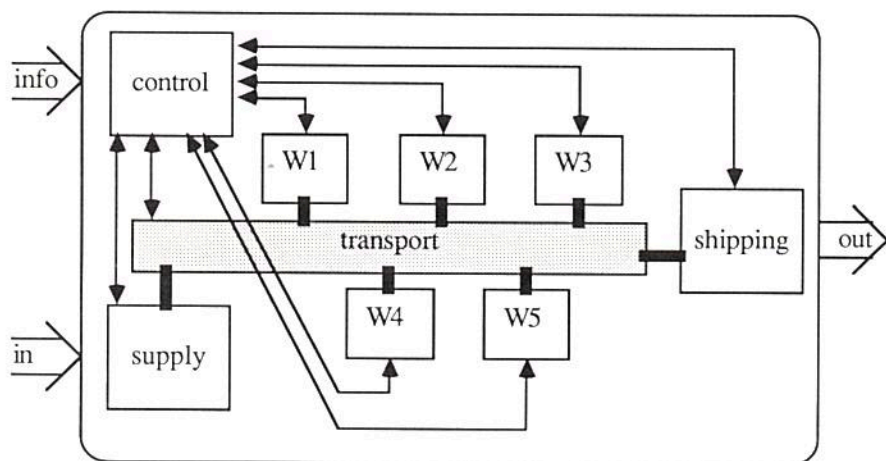 info
control
W1
W2
W3
transport
shipping
out
W4
W5
in
supply